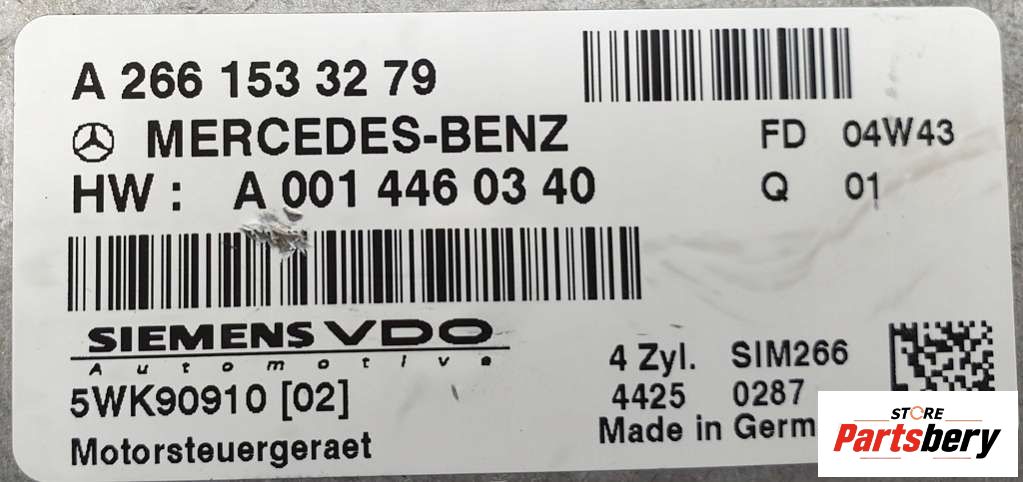 A 266 153 32 79
MERCEDES-BENZ
FD 04W43
HW : A 001 446 03 40
Q 01
SIEMENS VDO
Automotive
5WK90910 [02]
4 Zyl. SIM266
4425 0287
Motorsteuergeraet
Made in Germ
STORE
Partsbery